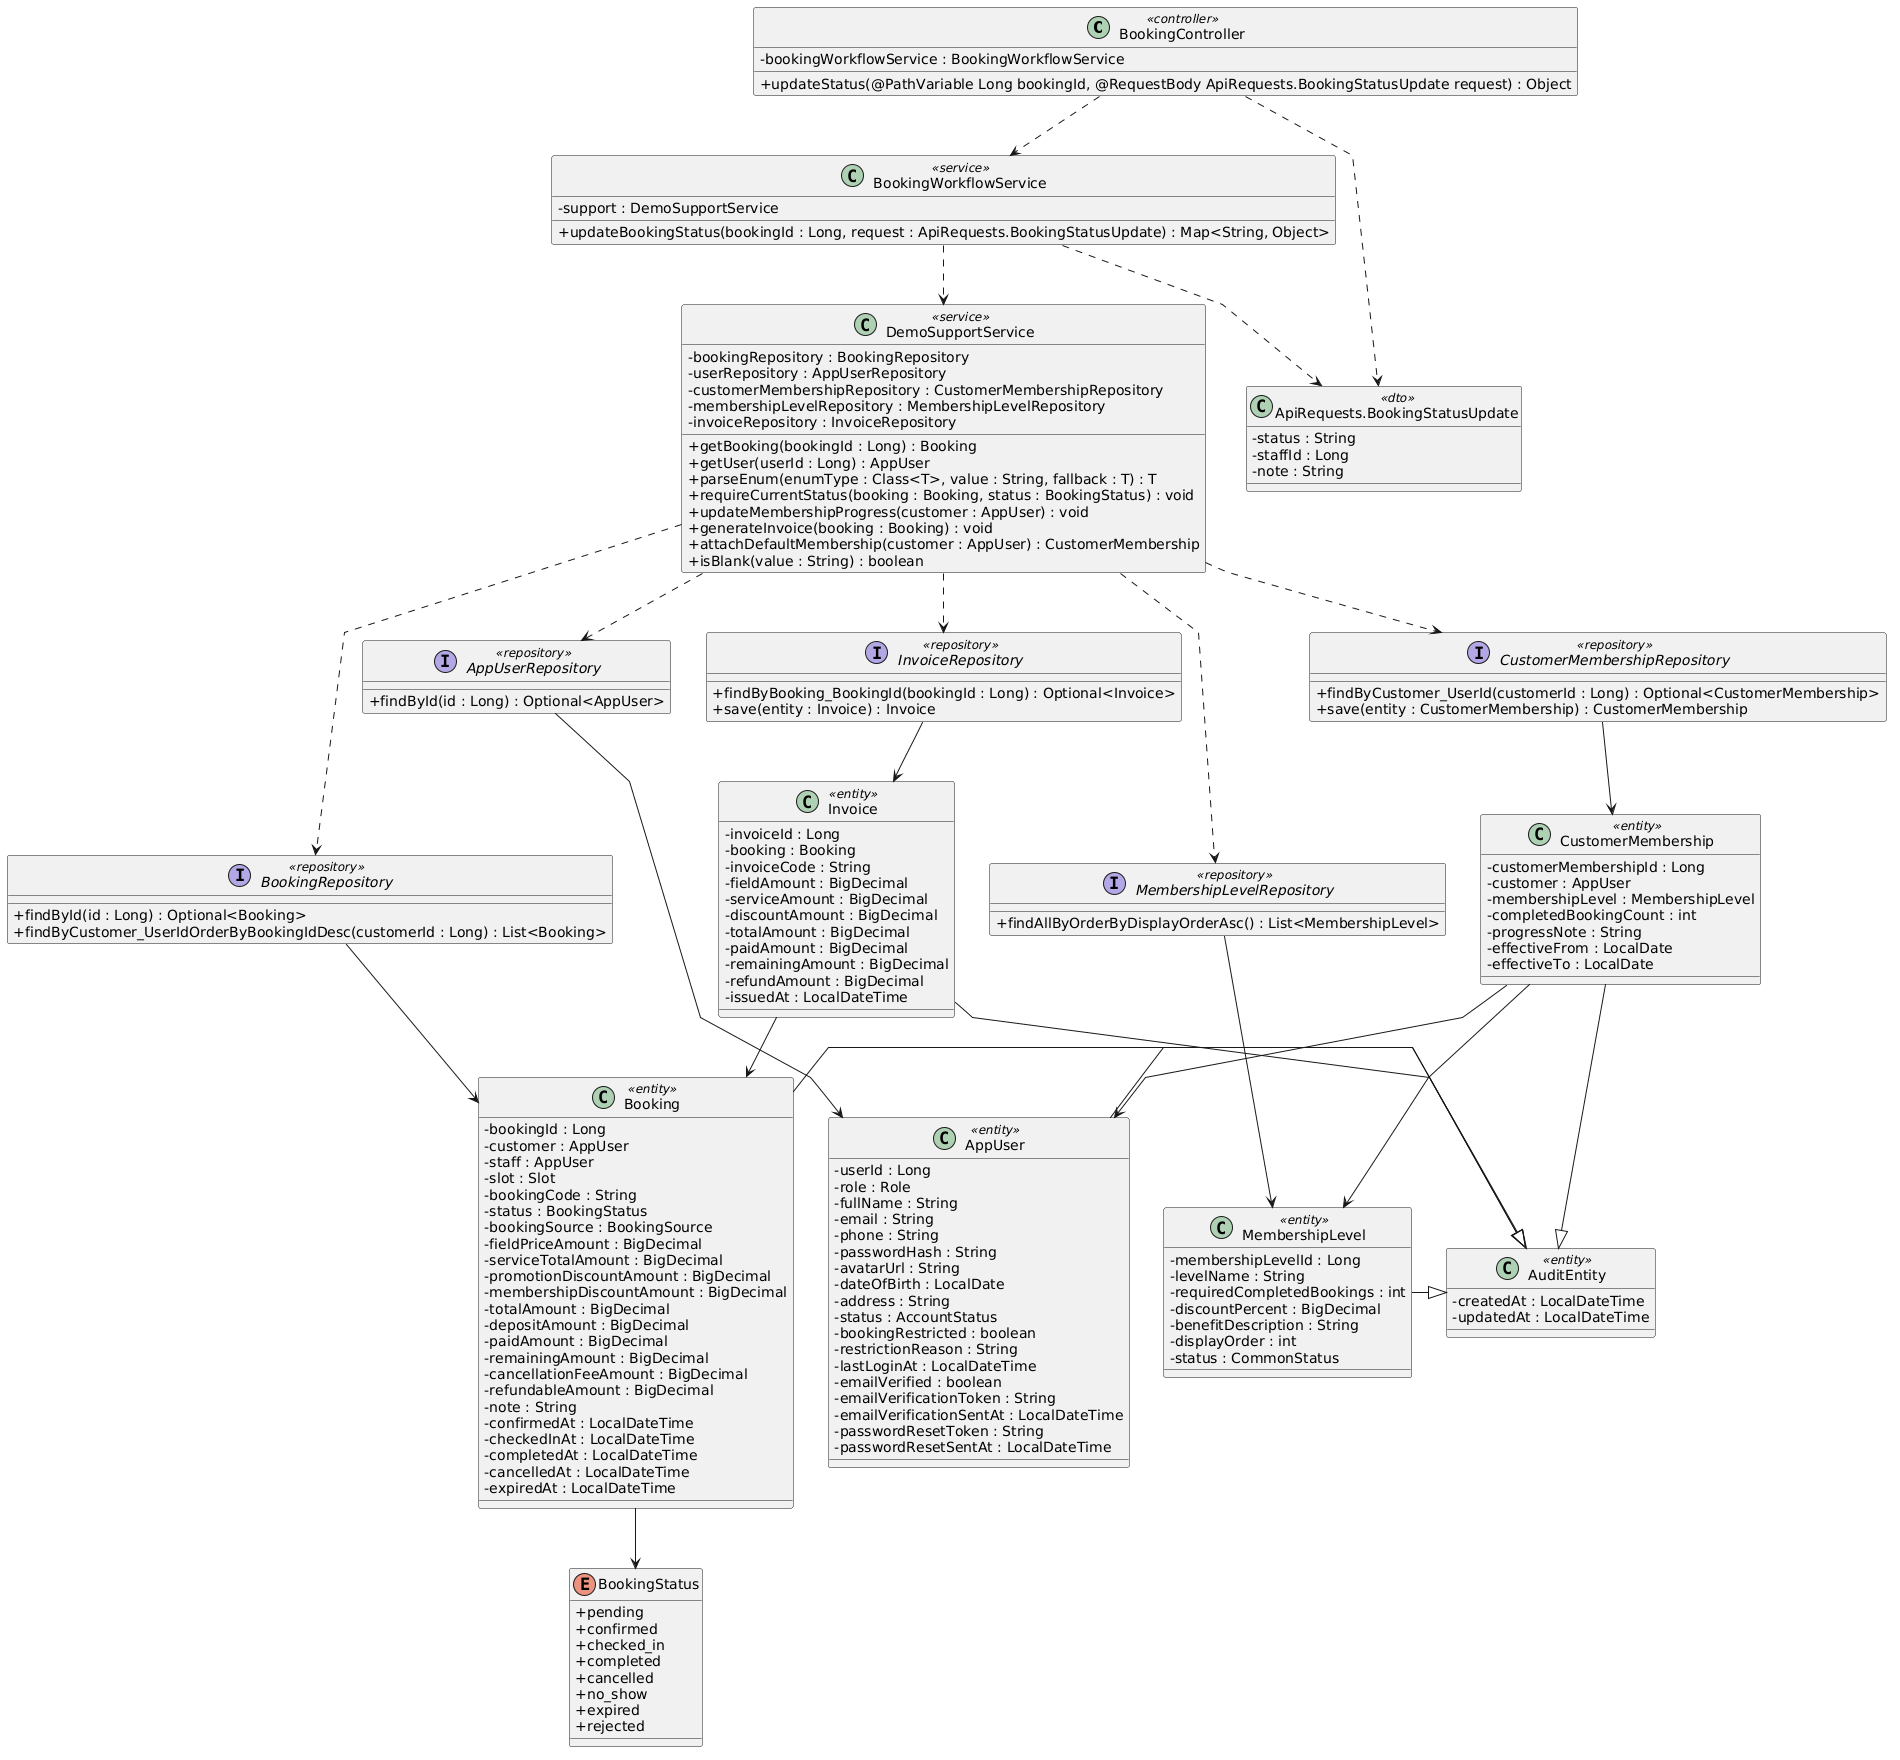 C
«controller»
BookingController
-bookingWorkflowService : BookingWorkflowService
+updateStatus(@PathVariable Long bookingId, @RequestBody ApiRequests.BookingStatusUpdate request) : Object
C
«service»
BookingWorkflowService
-support : DemoSupportService
+updateBookingStatus(bookingId : Long, request : ApiRequests.BookingStatusUpdate) : Map<String, Object>
C
«service»
DemoSupportService
-bookingRepository : BookingRepository
-userRepository : AppUserRepository
-customerMembershipRepository : CustomerMembershipRepository
-membershipLevelRepository : MembershipLevelRepository
-invoiceRepository : InvoiceRepository
+getBooking(bookingId : Long) : Booking
+getUser(userId : Long) : AppUser
+parseEnum(enumType : Class<T>, value : String, fallback : T) : T
+requireCurrentStatus(booking : Booking, status : BookingStatus) : void
+updateMembershipProgress(customer : AppUser) : void
+generateInvoice(booking : Booking) : void
+attachDefaultMembership(customer : AppUser) : CustomerMembership
+isBlank(value : String) : boolean
C
«dto»
ApiRequests.BookingStatusUpdate
-status : String
-staffId : Long
-note : String
I
«repository»
AppUserRepository
+findById(id : Long) : Optional<AppUser>
I
«repository»
InvoiceRepository
+findByBooking_BookingId(bookingId : Long) : Optional<Invoice>
+save(entity : Invoice) : Invoice
I
«repository»
CustomerMembershipRepository
+findByCustomer_UserId(customerId : Long) : Optional<CustomerMembership>
+save(entity : CustomerMembership) : CustomerMembership
I
«repository»
BookingRepository
+findById(id : Long) : Optional<Booking>
+findByCustomer_UserIdOrderByBookingIdDesc(customerId : Long) : List<Booking>
C
«entity»
Invoice
-invoiceId : Long
-booking : Booking
-invoiceCode : String
-fieldAmount : BigDecimal
-serviceAmount : BigDecimal
-discountAmount : BigDecimal
-totalAmount : BigDecimal
-paidAmount : BigDecimal
-remainingAmount : BigDecimal
-refundAmount : BigDecimal
-issuedAt : LocalDateTime
I
«repository»
MembershipLevelRepository
+findAllByOrderByDisplayOrderAsc() : List<MembershipLevel>
C
«entity»
CustomerMembership
-customerMembershipId : Long
-customer : AppUser
-membershipLevel : MembershipLevel
-completedBookingCount : int
-progressNote : String
-effectiveFrom : LocalDate
-effectiveTo : LocalDate
C
«entity»
Booking
-bookingId : Long
-customer : AppUser
-staff : AppUser
-slot : Slot
-bookingCode : String
-status : BookingStatus
-bookingSource : BookingSource
-fieldPriceAmount : BigDecimal
-serviceTotalAmount : BigDecimal
-promotionDiscountAmount : BigDecimal
-membershipDiscountAmount : BigDecimal
-totalAmount : BigDecimal
-depositAmount : BigDecimal
-paidAmount : BigDecimal
-remainingAmount : BigDecimal
-cancellationFeeAmount : BigDecimal
-refundableAmount : BigDecimal
-note : String
-confirmedAt : LocalDateTime
-checkedInAt : LocalDateTime
-completedAt : LocalDateTime
-cancelledAt : LocalDateTime
-expiredAt : LocalDateTime
C
«entity»
AppUser
-userId : Long
-role : Role
-fullName : String
-email : String
-phone : String
-passwordHash : String
-avatarUrl : String
-dateOfBirth : LocalDate
-address : String
-status : AccountStatus
-bookingRestricted : boolean
-restrictionReason : String
-lastLoginAt : LocalDateTime
-emailVerified : boolean
-emailVerificationToken : String
-emailVerificationSentAt : LocalDateTime
-passwordResetToken : String
-passwordResetSentAt : LocalDateTime
C
«entity»
MembershipLevel
-membershipLevelId : Long
-levelName : String
-requiredCompletedBookings : int
-discountPercent : BigDecimal
-benefitDescription : String
-displayOrder : int
-status : CommonStatus
C
«entity»
AuditEntity
-createdAt : LocalDateTime
-updatedAt : LocalDateTime
E
BookingStatus
+pending
+confirmed
+checked_in
+completed
+cancelled
+no_show
+expired
+rejected